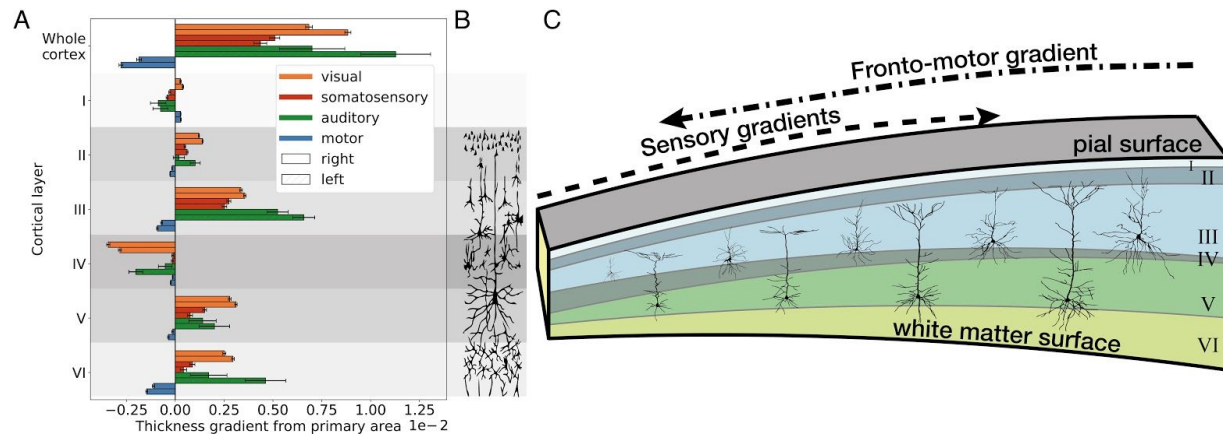 A
B
C
Whole
cortex
I
II
III
IV
V
VI
Cortical layer
visual
somatosensory
auditory
motor
right
left
−0.25 0.00 0.25 0.50 0.75 1.00
Thickness gradient from primary area 1e−2
Fronto-motor gradient
Sensory gradients
pial surface
I
II
III
IV
V
white matter surface
VI